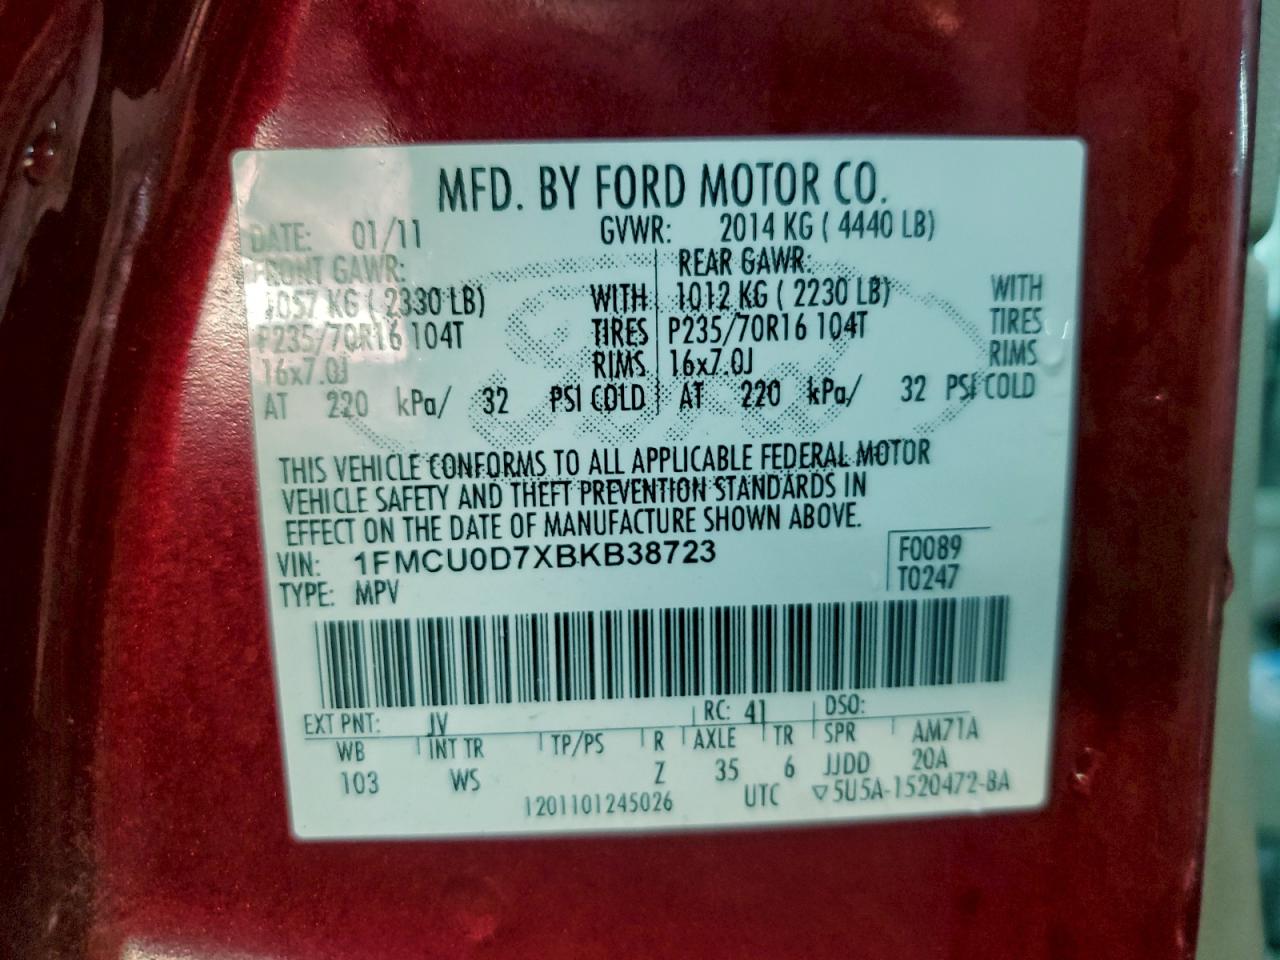 MFD. BY FORD MOTOR CO.
DATE: 01/11 GVWR: 2014 KG ( 4440 LB)
FRONT GAWR: REAR GAWR:
1057 KG ( 2330 LB) WITH 1012 KG ( 2230 LB) WITH
P235/70R16 104T TIRES P235/70R16 104T TIRES
16x7.0J RIMS 16x7.0J RIMS
AT 220 kPa/ 32 PSI COLD AT 220 kPa/ 32 PSI COLD
THIS VEHICLE CONFORMS TO ALL APPLICABLE FEDERAL MOTOR
VEHICLE SAFETY AND THEFT PREVENTION STANDARDS IN
EFFECT ON THE DATE OF MANUFACTURE SHOWN ABOVE.
VIN: 1FMCU0D7XBKB38723 F0089
TYPE: MPV T0247
EXT PNT: JV RC: 41 DSO:
WB INT TR TP/PS R AXLE TR SPR AM71A
103 WS Z 35 6 JJDD 20A
1201101245026 UTC ▽5U5A-1520472-BA